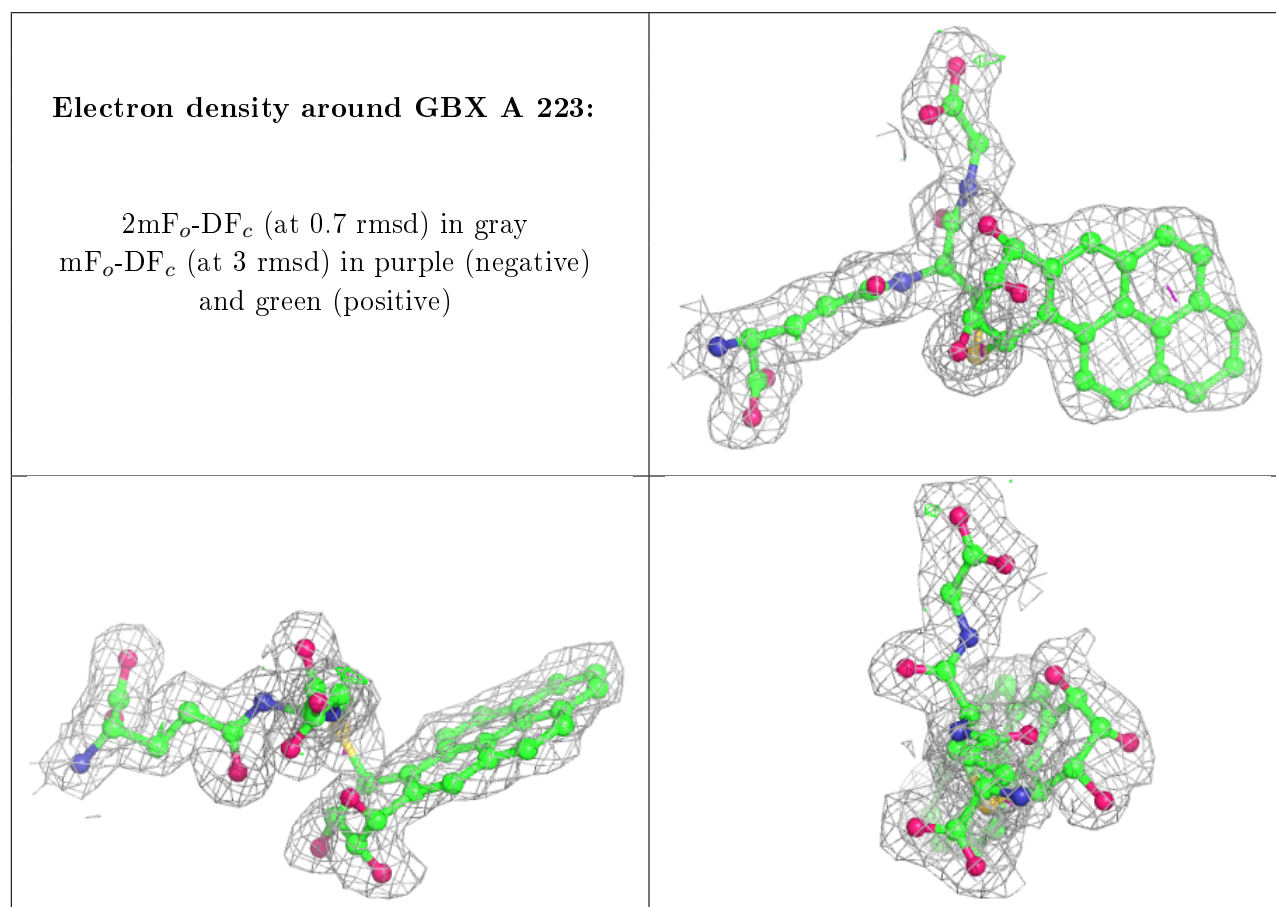 Electron density around GBX A 223:
2mFo-DFc (at 0.7 rmsd) in gray
mFo-DFc (at 3 rmsd) in purple (negative)
and green (positive)